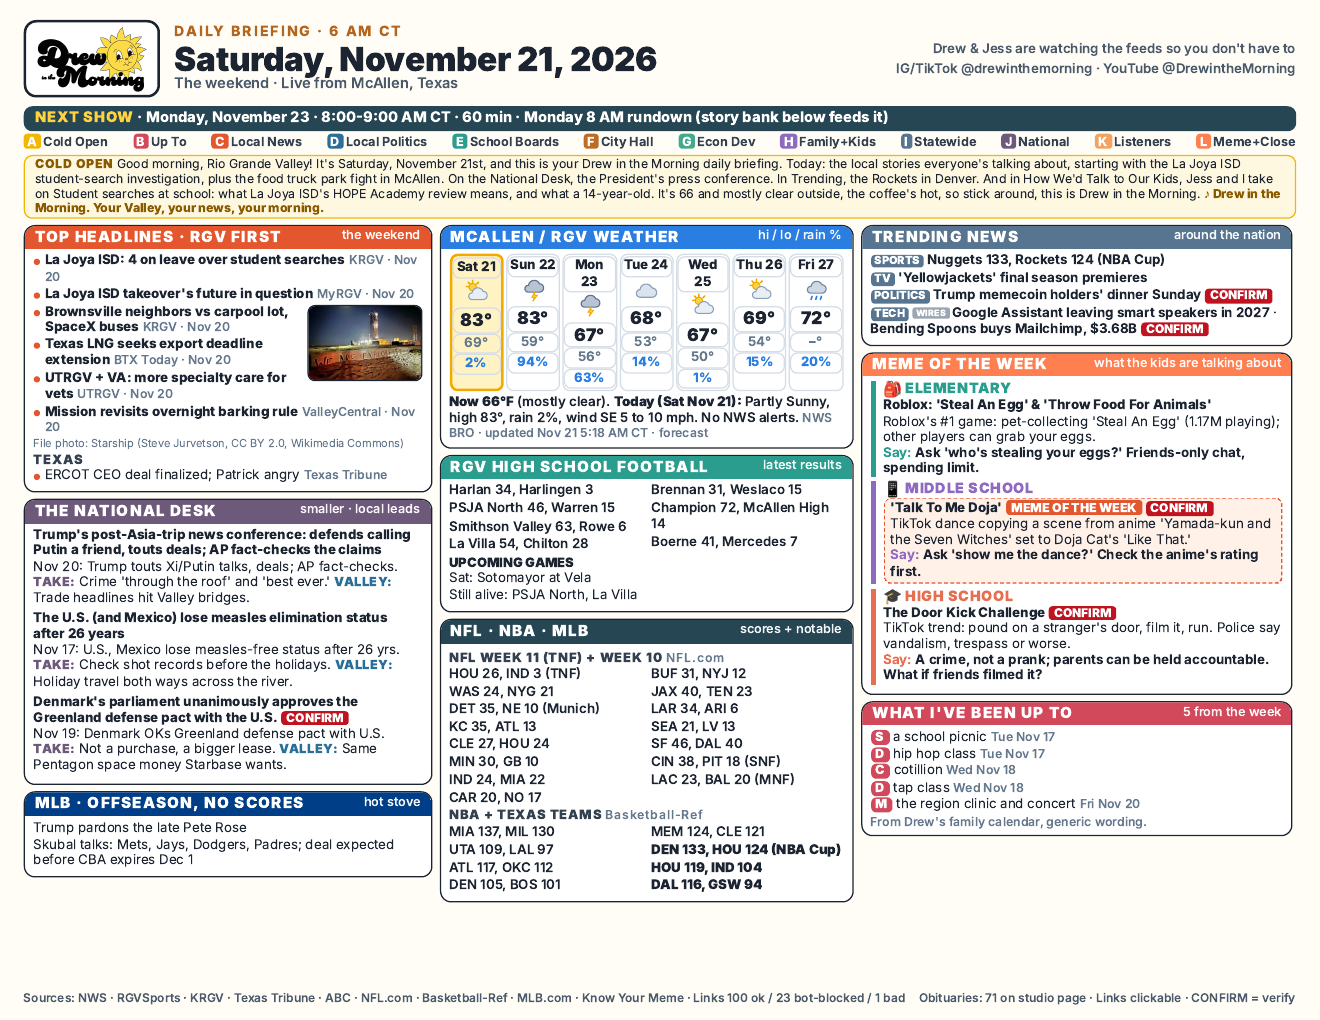 Drew
in the
Morning
DAILY BRIEFING · 6 AM CT
Saturday, November 21, 2026
The weekend · Live from McAllen, Texas
Drew & Jess are watching the feeds so you don't have to
IG/TikTok @drewinthemorning · YouTube @DrewintheMorning
NEXT SHOW · Monday, November 23 · 8:00-9:00 AM CT · 60 min · Monday 8 AM rundown (story bank below feeds it)
A Cold Open B Up To C Local News D Local Politics E School Boards F City Hall G Econ Dev H Family+Kids I Statewide J National K Listeners L Meme+Close
COLD OPEN Good morning, Rio Grande Valley! It's Saturday, November 21st, and this is your Drew in the Morning daily briefing. Today: the local stories everyone's talking about, starting with the La Joya ISD
student-search investigation, plus the food truck park fight in McAllen. On the National Desk, the President's press conference. In Trending, the Rockets in Denver. And in How We'd Talk to Our Kids, Jess and I take
on Student searches at school: what La Joya ISD's HOPE Academy review means, and what a 14-year-old. It's 66 and mostly clear outside, the coffee's hot, so stick around, this is Drew in the Morning. ♪ Drew in the
Morning. Your Valley, your news, your morning.
TOP HEADLINES · RGV FIRST the weekend
La Joya ISD: 4 on leave over student searches KRGV · Nov
20
La Joya ISD takeover's future in question MyRGV · Nov 20
Brownsville neighbors vs carpool lot,
SpaceX buses KRGV · Nov 20
Texas LNG seeks export deadline
extension BTX Today · Nov 20
UTRGV + VA: more specialty care for
vets UTRGV · Nov 20
Mission revisits overnight barking rule ValleyCentral · Nov
20
File photo: Starship (Steve Jurvetson, CC BY 2.0, Wikimedia Commons)
TEXAS
ERCOT CEO deal finalized; Patrick angry Texas Tribune
THE NATIONAL DESK smaller · local leads
Trump's post-Asia-trip news conference: defends calling
Putin a friend, touts deals; AP fact-checks the claims
Nov 20: Trump touts Xi/Putin talks, deals; AP fact-checks.
TAKE: Crime 'through the roof' and 'best ever.' VALLEY:
Trade headlines hit Valley bridges.
The U.S. (and Mexico) lose measles elimination status
after 26 years
Nov 17: U.S., Mexico lose measles-free status after 26 yrs.
TAKE: Check shot records before the holidays. VALLEY:
Holiday travel both ways across the river.
Denmark's parliament unanimously approves the
Greenland defense pact with the U.S. CONFIRM
Nov 19: Denmark OKs Greenland defense pact with U.S.
TAKE: Not a purchase, a bigger lease. VALLEY: Same
Pentagon space money Starbase wants.
MLB · OFFSEASON, NO SCORES hot stove
Trump pardons the late Pete Rose
Skubal talks: Mets, Jays, Dodgers, Padres; deal expected
before CBA expires Dec 1
MCALLEN / RGV WEATHER hi / lo / rain %
Sat 21
83°
69°
2%
Sun 22
83°
59°
94%
Mon
23
67°
56°
63%
Tue 24
68°
53°
14%
Wed
25
67°
50°
1%
Thu 26
69°
54°
15%
Fri 27
72°
–°
20%
Now 66°F (mostly clear). Today (Sat Nov 21): Partly Sunny,
high 83°, rain 2%, wind SE 5 to 10 mph. No NWS alerts. NWS
BRO · updated Nov 21 5:18 AM CT · forecast
RGV HIGH SCHOOL FOOTBALL latest results
Harlan 34, Harlingen 3
PSJA North 46, Warren 15
Smithson Valley 63, Rowe 6
La Villa 54, Chilton 28
Brennan 31, Weslaco 15
Champion 72, McAllen High
14
Boerne 41, Mercedes 7
UPCOMING GAMES
Sat: Sotomayor at Vela
Still alive: PSJA North, La Villa
NFL · NBA · MLB scores + notable
NFL WEEK 11 (TNF) + WEEK 10 NFL.com
HOU 26, IND 3 (TNF)
WAS 24, NYG 21
DET 35, NE 10 (Munich)
KC 35, ATL 13
CLE 27, HOU 24
MIN 30, GB 10
IND 24, MIA 22
CAR 20, NO 17
BUF 31, NYJ 12
JAX 40, TEN 23
LAR 34, ARI 6
SEA 21, LV 13
SF 46, DAL 40
CIN 38, PIT 18 (SNF)
LAC 23, BAL 20 (MNF)
NBA + TEXAS TEAMS Basketball-Ref
MIA 137, MIL 130
UTA 109, LAL 97
ATL 117, OKC 112
DEN 105, BOS 101
MEM 124, CLE 121
DEN 133, HOU 124 (NBA Cup)
HOU 119, IND 104
DAL 116, GSW 94
TRENDING NEWS around the nation
SPORTS Nuggets 133, Rockets 124 (NBA Cup)
TV 'Yellowjackets' final season premieres
POLITICS Trump memecoin holders' dinner Sunday CONFIRM
TECH WIRES Google Assistant leaving smart speakers in 2027 ·
Bending Spoons buys Mailchimp, $3.68B CONFIRM
MEME OF THE WEEK what the kids are talking about
ELEMENTARY
Roblox: 'Steal An Egg' & 'Throw Food For Animals'
Roblox's #1 game: pet-collecting 'Steal An Egg' (1.17M playing);
other players can grab your eggs.
Say: Ask 'who's stealing your eggs?' Friends-only chat,
spending limit.
MIDDLE SCHOOL
'Talk To Me Doja' MEME OF THE WEEK CONFIRM
TikTok dance copying a scene from anime 'Yamada-kun and
the Seven Witches' set to Doja Cat's 'Like That.'
Say: Ask 'show me the dance?' Check the anime's rating
first.
HIGH SCHOOL
The Door Kick Challenge CONFIRM
TikTok trend: pound on a stranger's door, film it, run. Police say
vandalism, trespass or worse.
Say: A crime, not a prank; parents can be held accountable.
What if friends filmed it?
WHAT I'VE BEEN UP TO 5 from the week
S a school picnic Tue Nov 17
D hip hop class Tue Nov 17
C cotillion Wed Nov 18
D tap class Wed Nov 18
M the region clinic and concert Fri Nov 20
From Drew's family calendar, generic wording.
Sources: NWS · RGVSports · KRGV · Texas Tribune · ABC · NFL.com · Basketball-Ref · MLB.com · Know Your Meme · Links 100 ok / 23 bot-blocked / 1 bad Obituaries: 71 on studio page · Links clickable · CONFIRM = verify